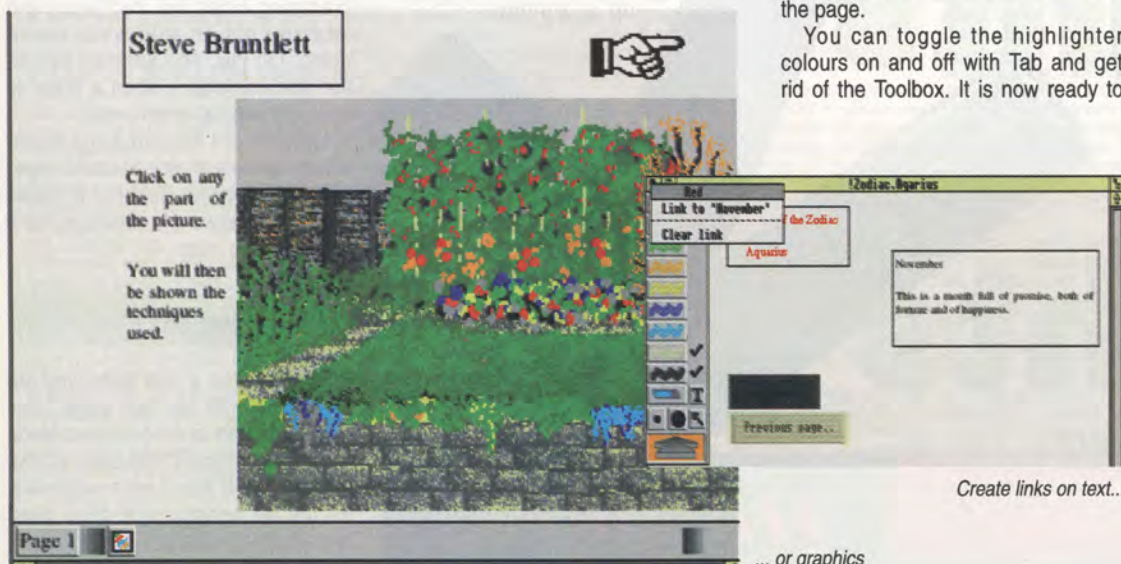 the page.
You can toggle the highlighter
colours on and off with Tab and get
rid of the Toolbox. It is now ready to
Steve Bruntlett
Click on any
the part of
the picture.
You will then
be shown the
techniques
used.
Page 1
!Zodiac.Aqarius
Red
Link to "November"
Clear link
of the Zodiac
Aquarius
November
This is a month full of promise, both of
fortune and of happiness.
T
Previous page..
Create links on text...
... or graphics